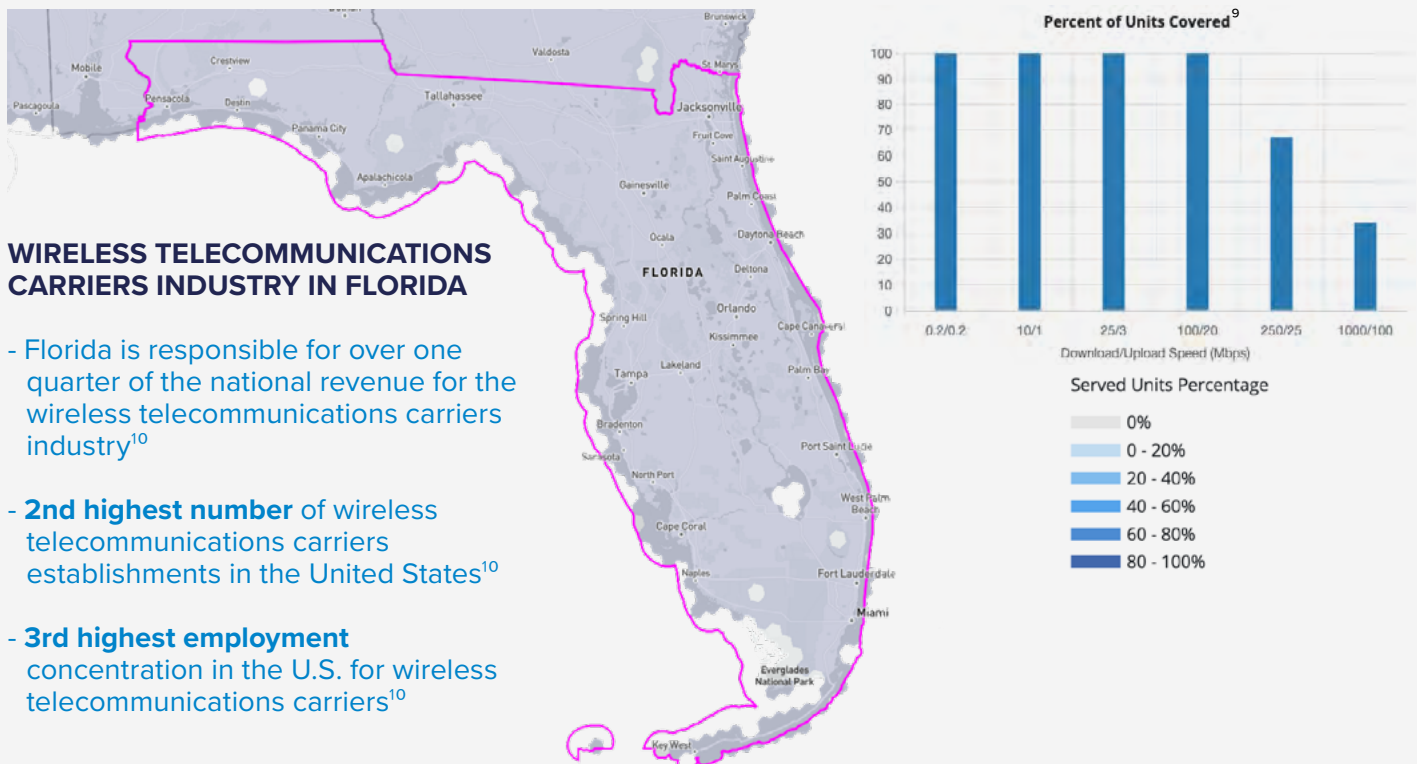 Brunswick
Valdosta
St. Marys
Crestview
Mobile
Pensacola
Destin
Pascagoula
Tallahassee
Jacksonville
Panama City
Fruit Cove
Saint Augustine
Apalachicola
Gainesville
Palm Coast
Ocala
Daytona Beach
FLORIDA
Deltona
Orlando
Spring Hill
Cape Canaveral
Kissimmee
Lakeland
Tampa
Palm Bay
Bradenton
Port Saint Lucie
Sarasota
North Port
West Palm
Beach
Cape Coral
Naples
Fort Lauderdale
Miami
Everglades
National Park
Key West
WIRELESS TELECOMMUNICATIONS
CARRIERS INDUSTRY IN FLORIDA
- Florida is responsible for over one
quarter of the national revenue for the
wireless telecommunications carriers
industry¹⁰
- 2nd highest number of wireless
telecommunications carriers
establishments in the United States¹⁰
- 3rd highest employment
concentration in the U.S. for wireless
telecommunications carriers¹⁰
Percent of Units Covered⁹
100
90
80
70
60
50
40
30
20
10
0
0.2/0.2 10/1 25/3 100/20 250/25 1000/100
Download/Upload Speed (Mbps)
Served Units Percentage
0%
0 - 20%
20 - 40%
40 - 60%
60 - 80%
80 - 100%